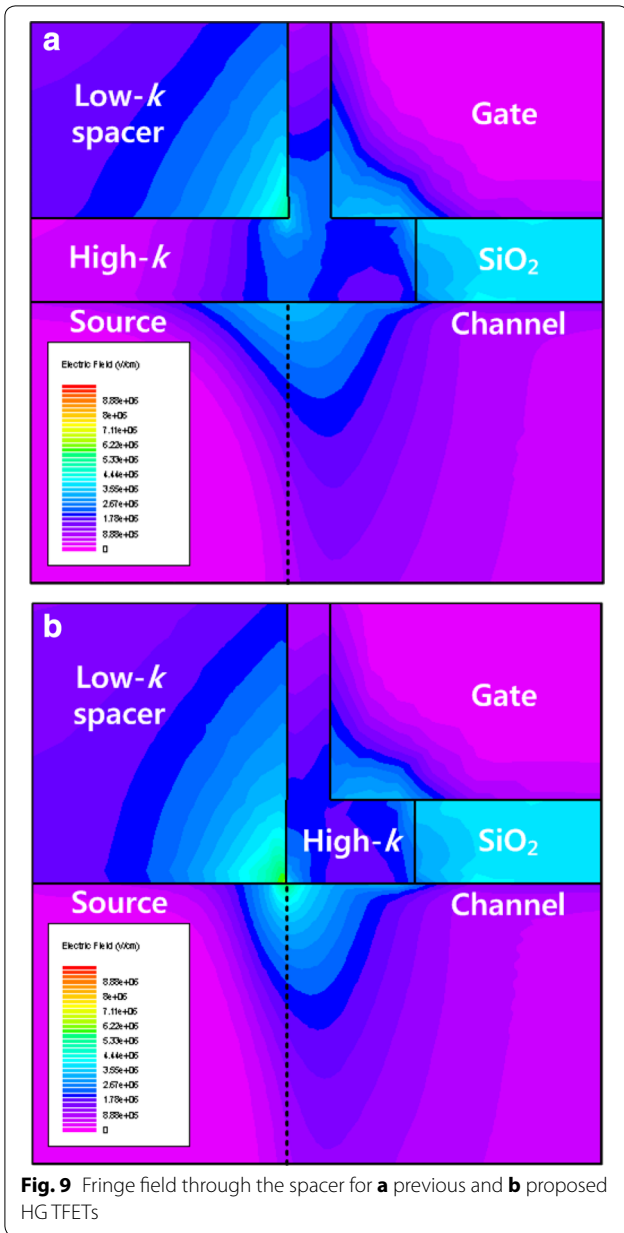 a
Low-k
spacer
Gate
High-k
SiO₂
Source
Channel
Electric Field (V/cm)
8.88e+06
8e+06
7.11e+06
6.22e+06
5.33e+06
4.44e+06
3.55e+06
2.67e+06
1.78e+06
8.88e+05
0
b
Low-k
spacer
Gate
High-k
SiO₂
Source
Channel
Electric Field (V/cm)
8.88e+06
8e+06
7.11e+06
6.22e+06
5.33e+06
4.44e+06
3.55e+06
2.67e+06
1.78e+06
8.88e+05
0
Fig. 9 Fringe field through the spacer for a previous and b proposed
HG TFETs